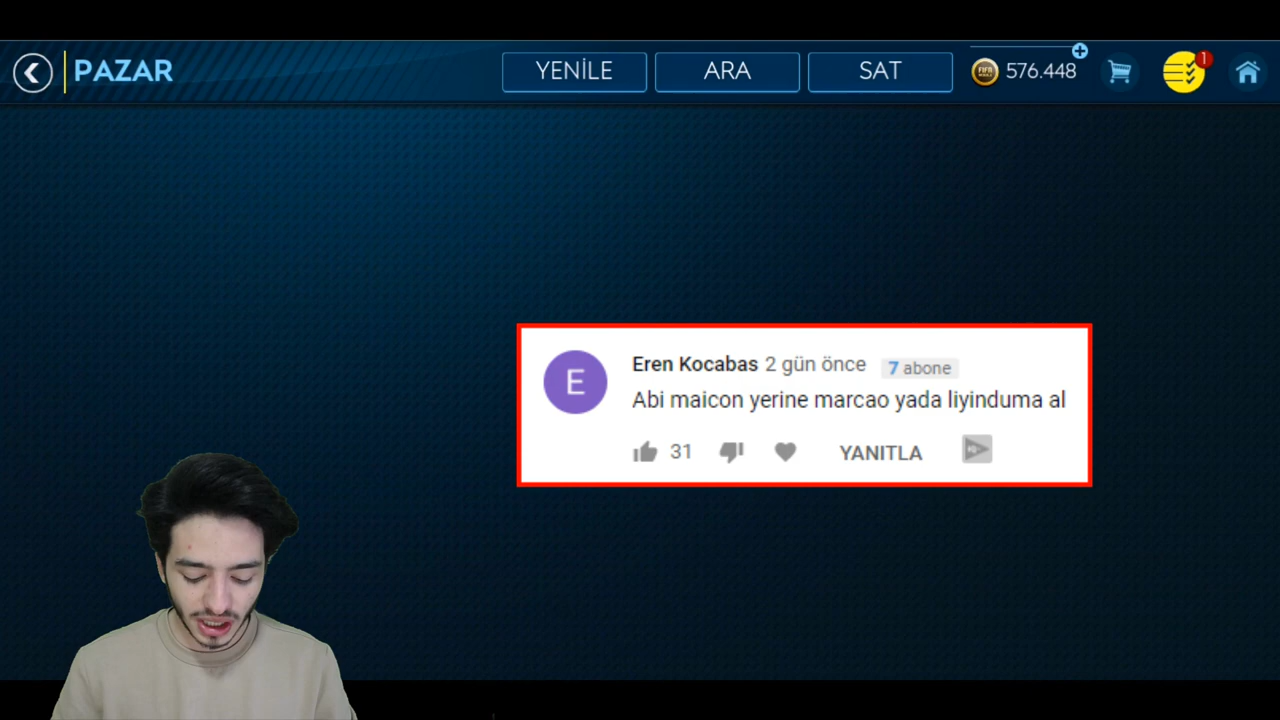 PAZAR
YENİLE
ARA
SAT
576.448
1
E
Eren Kocabas 2 gün önce 7 abone
Abi maicon yerine marcao yada liyinduma al
31
YANITLA